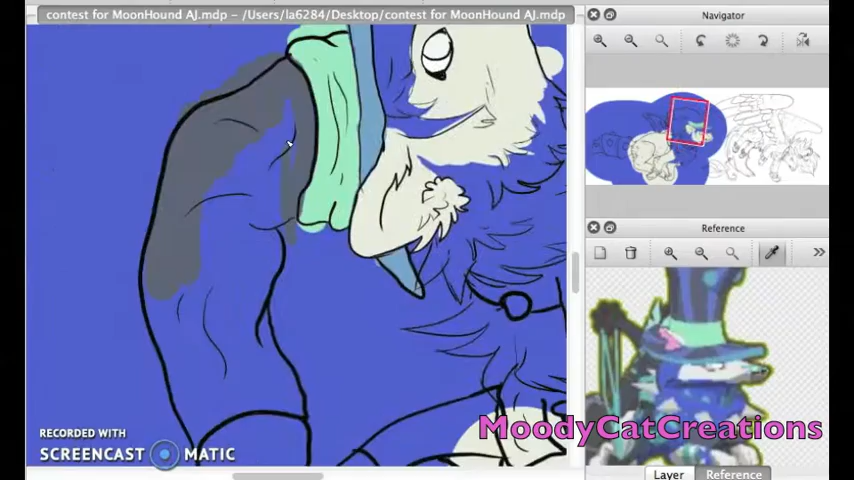 contest for MoonHound AJ.mdp – /Users/la6284/Desktop/contest for MoonHound AJ.mdp
Navigator
Reference
MoodyCatCreations
RECORDED WITH
SCREENCAST MATIC
Layer Reference